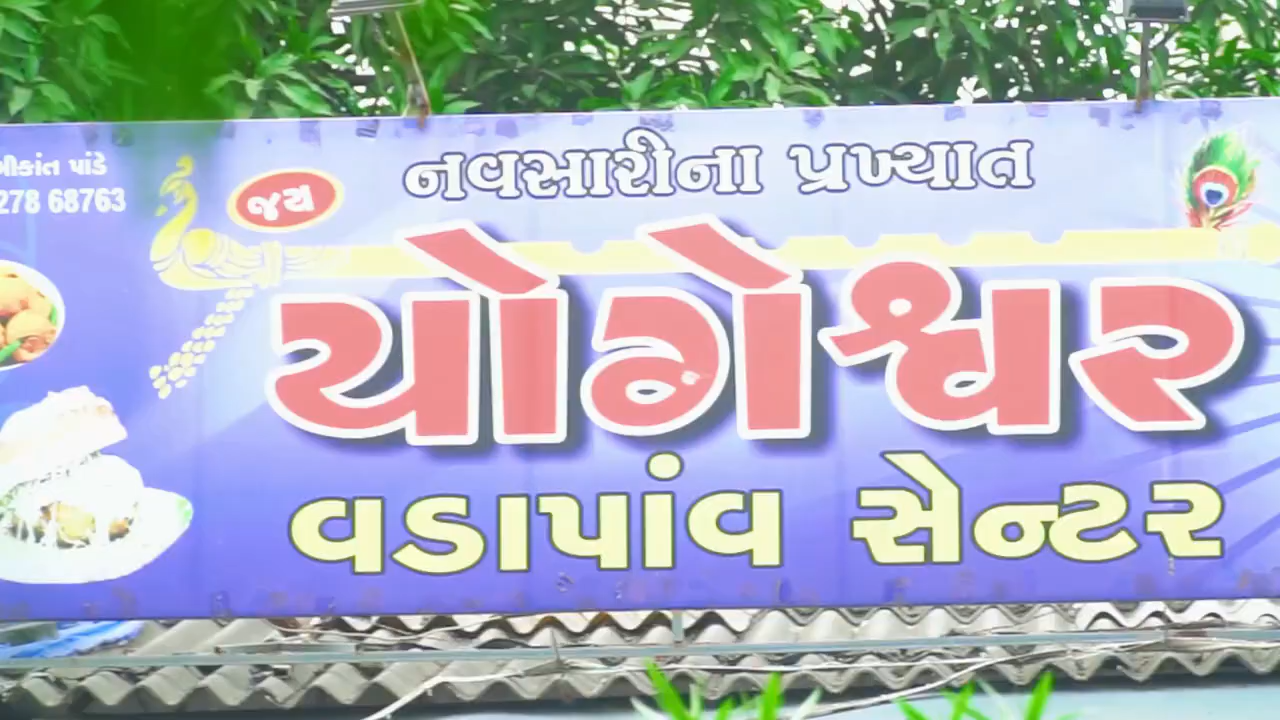 નવસારીના પ્રખ્યાત
પાંડે
278 68763
જય
યોગેશ્વર
વડાપાંવ સેન્ટર